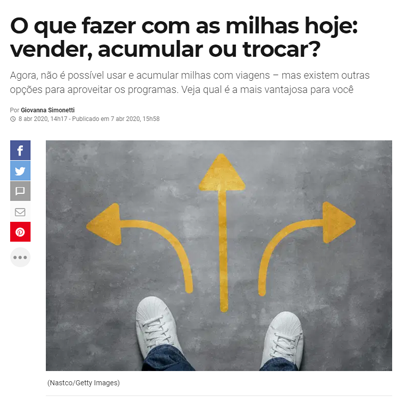 O que fazer com as milhas hoje:
vender, acumular ou trocar?
Agora, não é possível usar e acumular milhas com viagens – mas existem outras
opções para aproveitar os programas. Veja qual é a mais vantajosa para você
Por Giovanna Simonetti
8 abr 2020, 14h17 - Publicado em 7 abr 2020, 15h58
(Nastco/Getty Images)